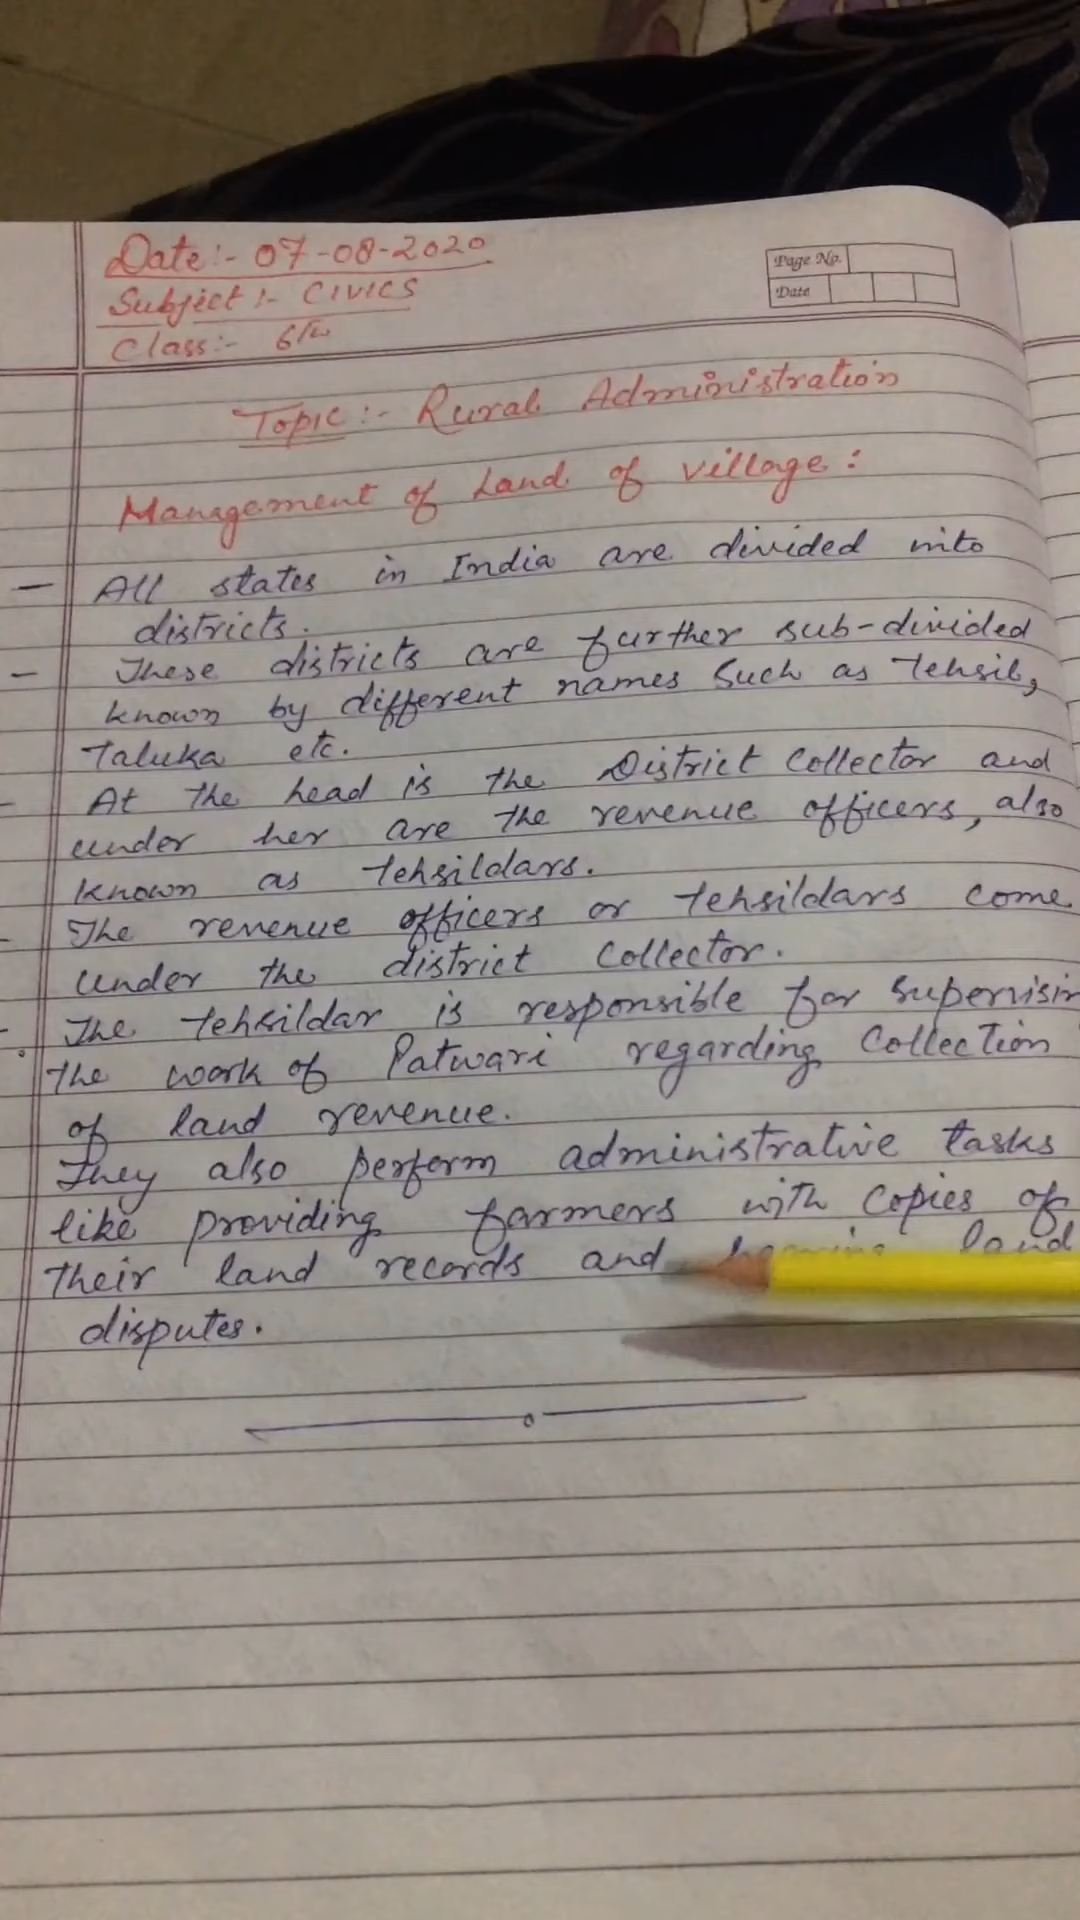 Date:- 07-08-2020
Page No.
Subject :- CIVICS
Date
Class:- 6th
Topic:- Rural Administration
Management of Land of village:
- All states in India are divided into
districts.
- These districts are further sub-divided
known by different names such as Tehsil,
Taluka etc.
- At the head is the District Collector and
under her are the revenue officers, also
known as tehsildars.
- The revenue officers or tehsildars come
under the district collector.
- The tehsildar is responsible for supervisin
the work of Patwari regarding collection
of land revenue.
They also perform administrative tasks
like providing farmers with copies of
their land records and land
disputes.